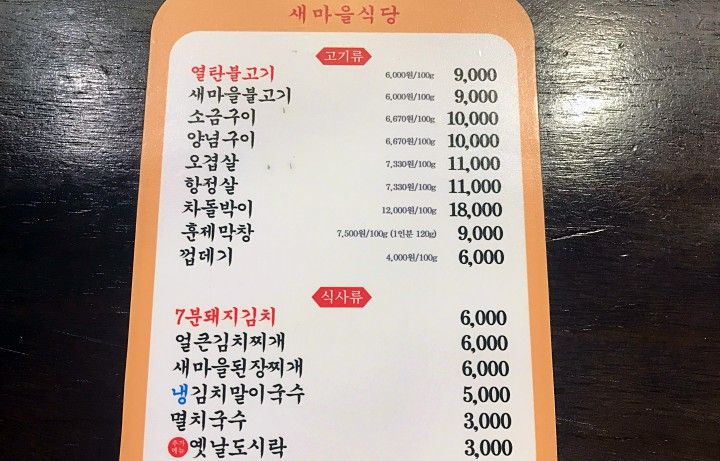 새마을식당
고기류
열탄불고기 6,000원/100g 9,000
새마을불고기 6,000원/100g 9,000
소금구이 6,670원/100g 10,000
양념구이 6,670원/100g 10,000
오겹살 7,330원/100g 11,000
항정살 7,330원/100g 11,000
차돌박이 12,000원/100g 18,000
훈제막창 7,500원/100g (1인분 120g) 9,000
껍데기 4,000원/100g 6,000
식사류
7분돼지김치 6,000
얼큰김치찌개 6,000
새마을된장찌개 6,000
냉김치말이국수 5,000
멸치국수 3,000
추가메뉴 옛날도시락 3,000